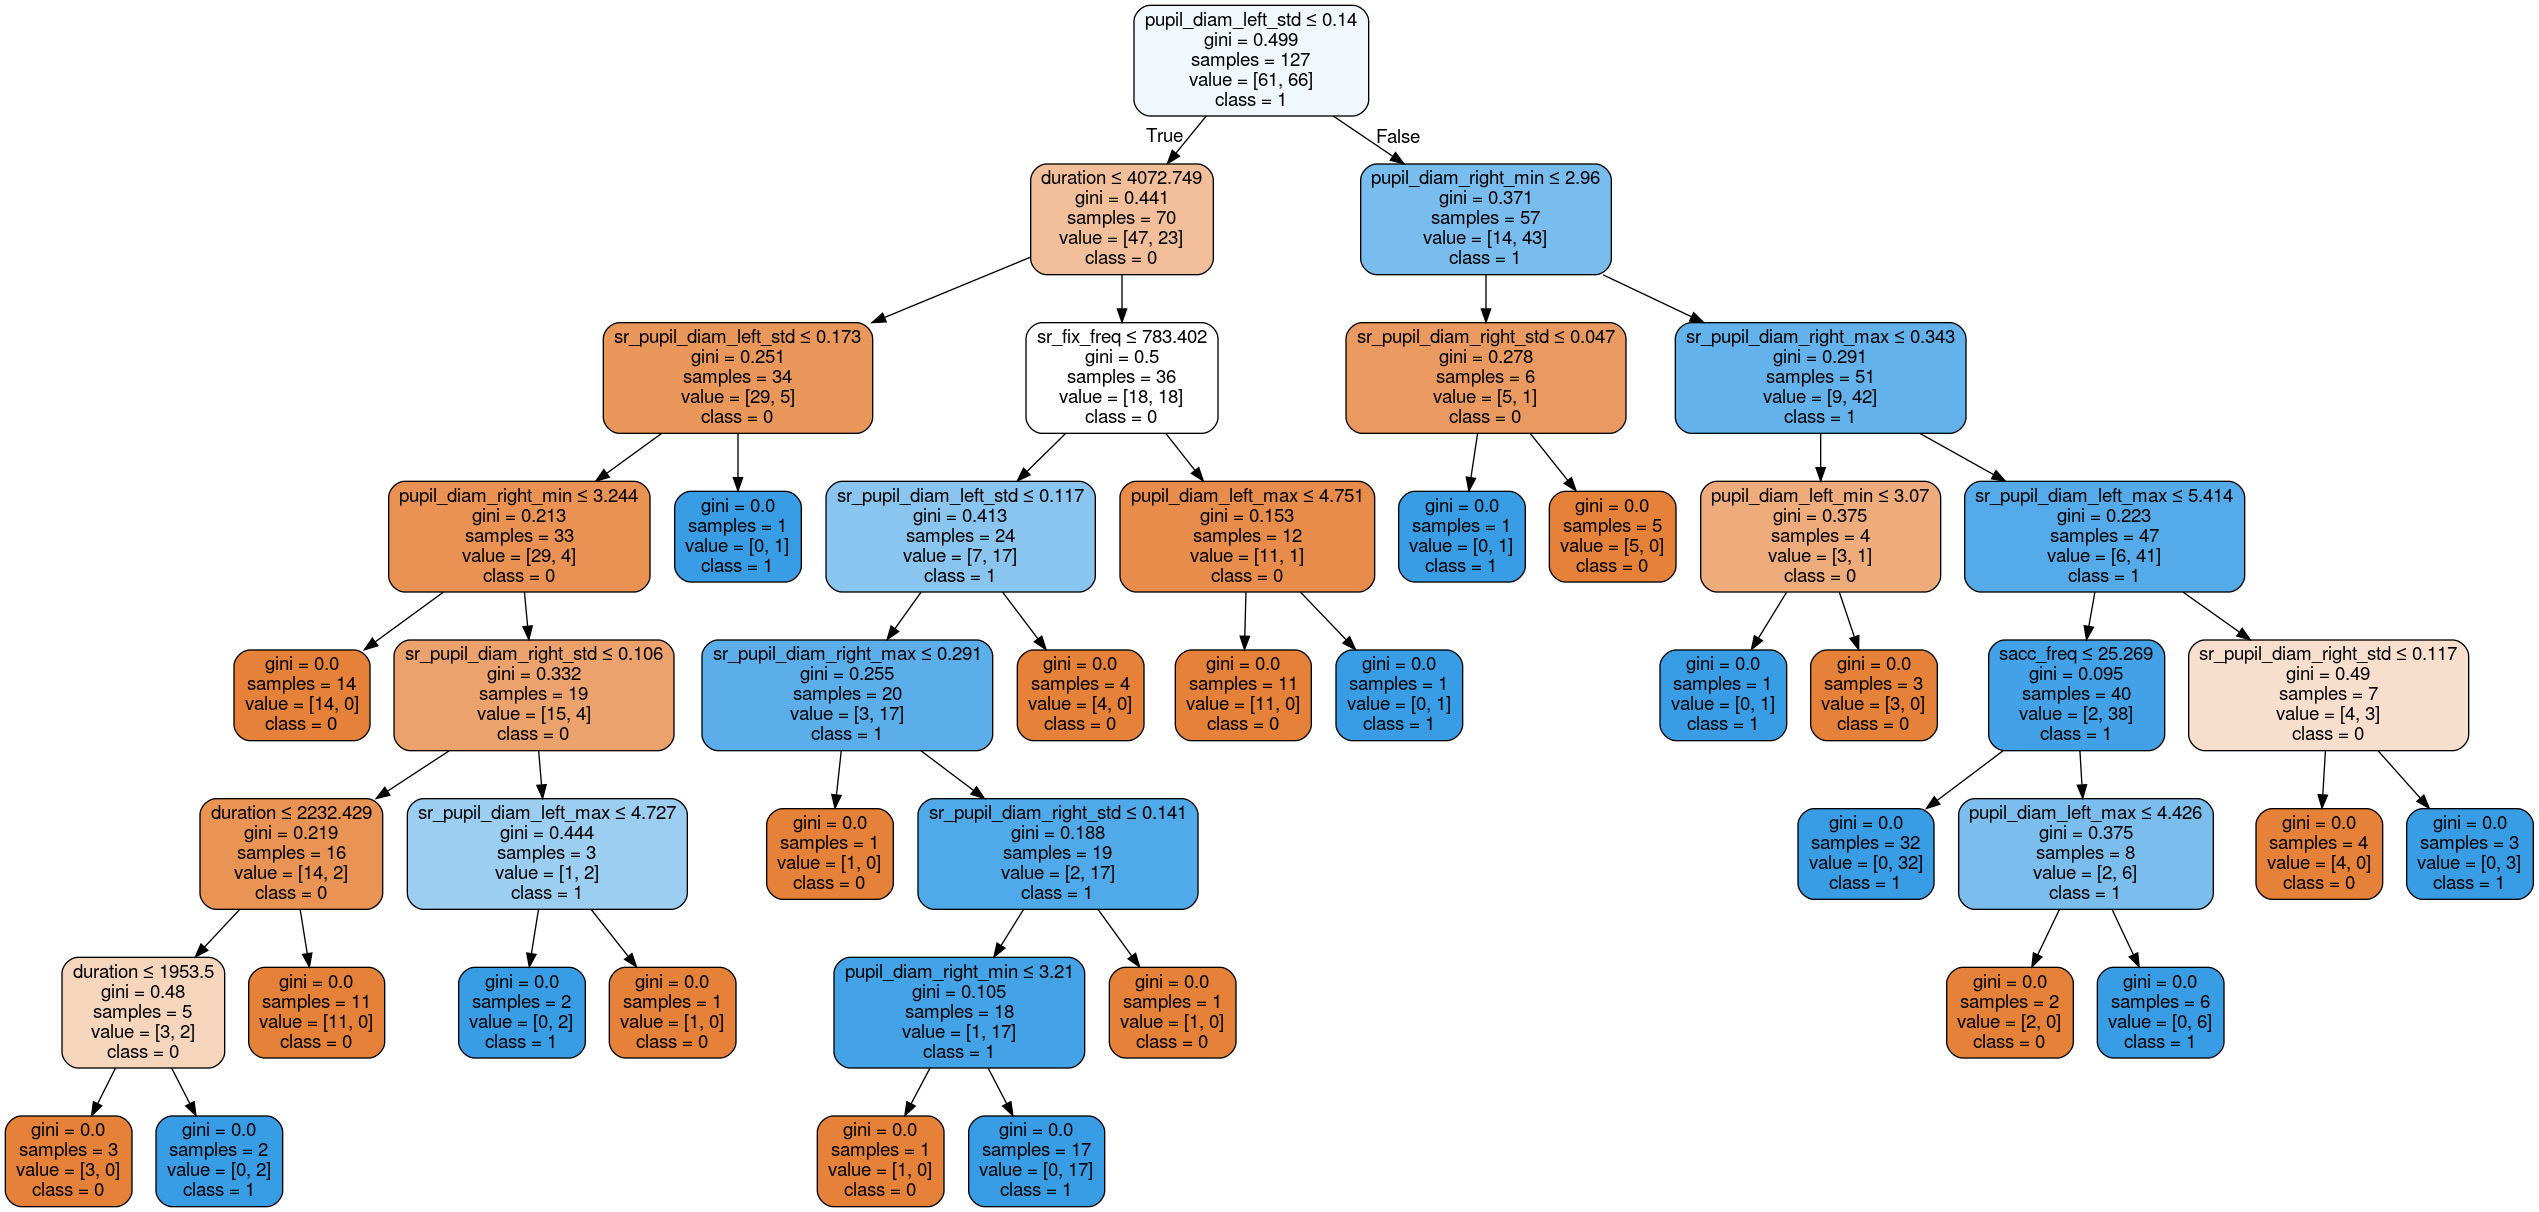 pupil_diam_left_std ≤ 0.14
gini = 0.499
samples = 127
value = [61, 66]
class = 1
True
False
duration ≤ 4072.749
gini = 0.441
samples = 70
value = [47, 23]
class = 0
pupil_diam_right_min ≤ 2.96
gini = 0.371
samples = 57
value = [14, 43]
class = 1
sr_pupil_diam_left_std ≤ 0.173
gini = 0.251
samples = 34
value = [29, 5]
class = 0
sr_fix_freq ≤ 783.402
gini = 0.5
samples = 36
value = [18, 18]
class = 0
sr_pupil_diam_right_std ≤ 0.047
gini = 0.278
samples = 6
value = [5, 1]
class = 0
sr_pupil_diam_right_max ≤ 0.343
gini = 0.291
samples = 51
value = [9, 42]
class = 1
pupil_diam_right_min ≤ 3.244
gini = 0.213
samples = 33
value = [29, 4]
class = 0
gini = 0.0
samples = 1
value = [0, 1]
class = 1
sr_pupil_diam_left_std ≤ 0.117
gini = 0.413
samples = 24
value = [7, 17]
class = 1
pupil_diam_left_max ≤ 4.751
gini = 0.153
samples = 12
value = [11, 1]
class = 0
gini = 0.0
samples = 1
value = [0, 1]
class = 1
gini = 0.0
samples = 5
value = [5, 0]
class = 0
pupil_diam_left_min ≤ 3.07
gini = 0.375
samples = 4
value = [3, 1]
class = 0
sr_pupil_diam_left_max ≤ 5.414
gini = 0.223
samples = 47
value = [6, 41]
class = 1
gini = 0.0
samples = 14
value = [14, 0]
class = 0
sr_pupil_diam_right_std ≤ 0.106
gini = 0.332
samples = 19
value = [15, 4]
class = 0
sr_pupil_diam_right_max ≤ 0.291
gini = 0.255
samples = 20
value = [3, 17]
class = 1
gini = 0.0
samples = 4
value = [4, 0]
class = 0
gini = 0.0
samples = 11
value = [11, 0]
class = 0
gini = 0.0
samples = 1
value = [0, 1]
class = 1
gini = 0.0
samples = 1
value = [0, 1]
class = 1
gini = 0.0
samples = 3
value = [3, 0]
class = 0
sacc_freq ≤ 25.269
gini = 0.095
samples = 40
value = [2, 38]
class = 1
sr_pupil_diam_right_std ≤ 0.117
gini = 0.49
samples = 7
value = [4, 3]
class = 0
duration ≤ 2232.429
gini = 0.219
samples = 16
value = [14, 2]
class = 0
sr_pupil_diam_left_max ≤ 4.727
gini = 0.444
samples = 3
value = [1, 2]
class = 1
gini = 0.0
samples = 1
value = [1, 0]
class = 0
sr_pupil_diam_right_std ≤ 0.141
gini = 0.188
samples = 19
value = [2, 17]
class = 1
gini = 0.0
samples = 32
value = [0, 32]
class = 1
pupil_diam_left_max ≤ 4.426
gini = 0.375
samples = 8
value = [2, 6]
class = 1
gini = 0.0
samples = 4
value = [4, 0]
class = 0
gini = 0.0
samples = 3
value = [0, 3]
class = 1
duration ≤ 1953.5
gini = 0.48
samples = 5
value = [3, 2]
class = 0
gini = 0.0
samples = 11
value = [11, 0]
class = 0
gini = 0.0
samples = 2
value = [0, 2]
class = 1
gini = 0.0
samples = 1
value = [1, 0]
class = 0
pupil_diam_right_min ≤ 3.21
gini = 0.105
samples = 18
value = [1, 17]
class = 1
gini = 0.0
samples = 1
value = [1, 0]
class = 0
gini = 0.0
samples = 2
value = [2, 0]
class = 0
gini = 0.0
samples = 6
value = [0, 6]
class = 1
gini = 0.0
samples = 3
value = [3, 0]
class = 0
gini = 0.0
samples = 2
value = [0, 2]
class = 1
gini = 0.0
samples = 1
value = [1, 0]
class = 0
gini = 0.0
samples = 17
value = [0, 17]
class = 1